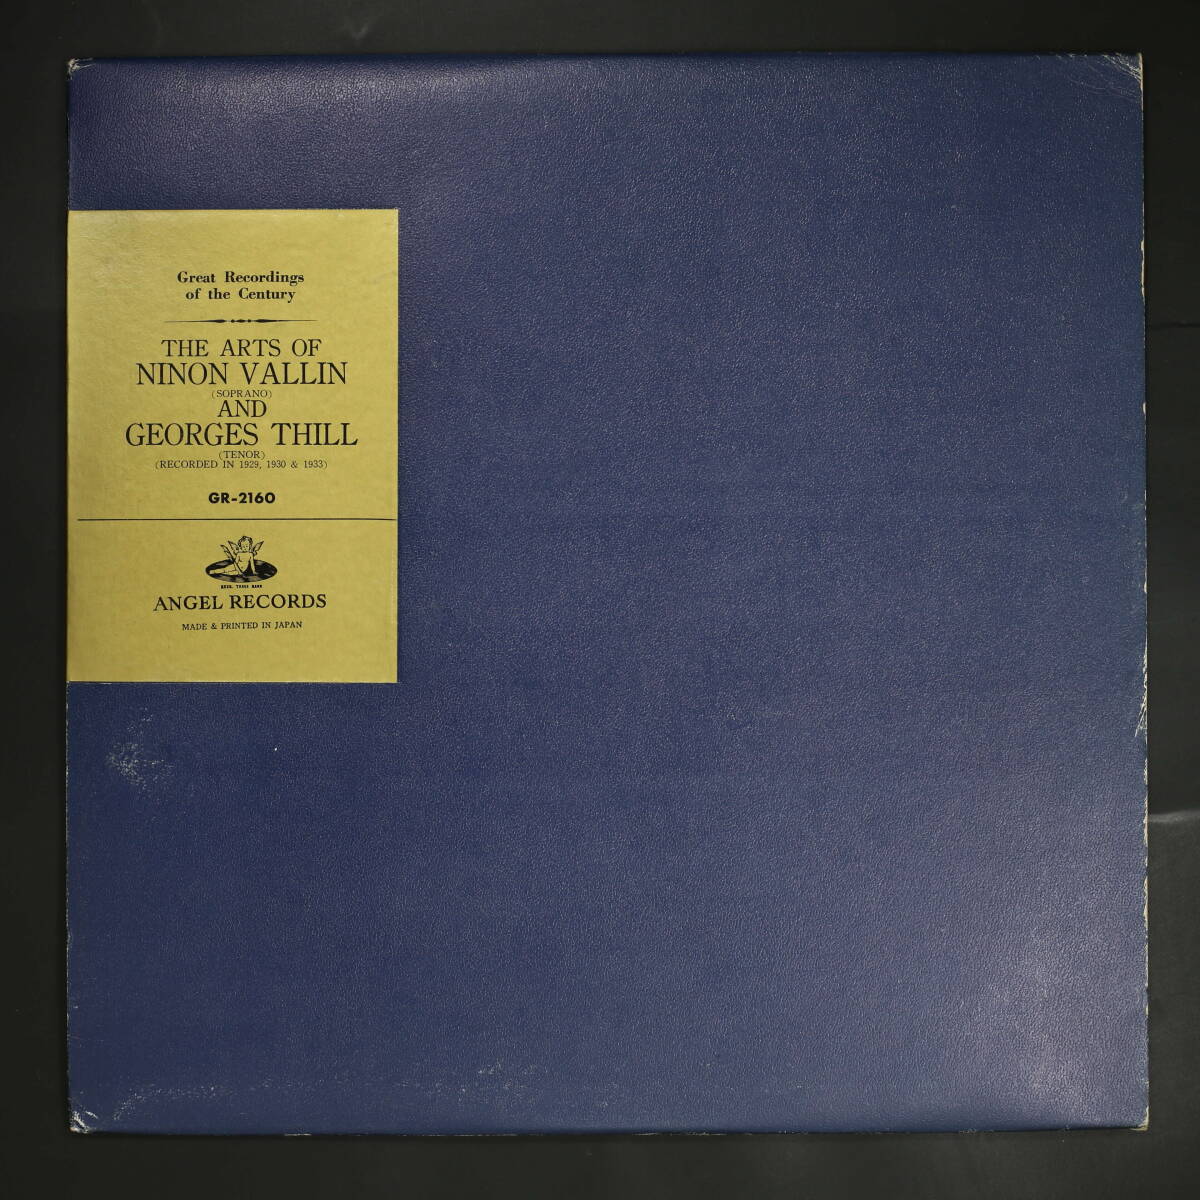 Great Recordings
of the Century
THE ARTS OF
NINON VALLIN
(SOPRANO)
AND
GEORGES THILL
(TENOR)
(RECORDED IN 1929, 1930 & 1933)
GR-2160
ANGEL RECORDS
MADE & PRINTED IN JAPAN